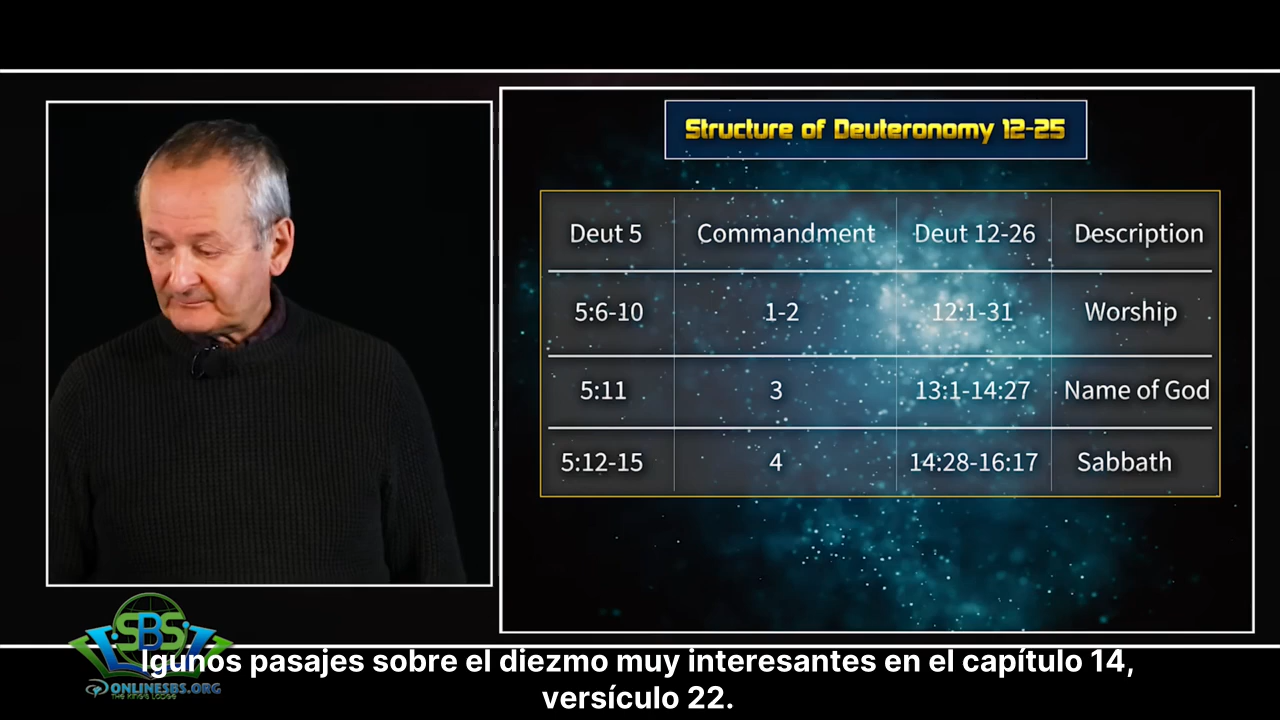 Structure of Deuteronomy 12-25
Deut 5 Commandment Deut 12-26 Description
5:6-10 1-2 12:1-31 Worship
5:11 3 13:1-14:27 Name of God
5:12-15 4 14:28-16:17 Sabbath
SBS
lgunos pasajes sobre el diezmo muy interesantes en el capítulo 14,
ONLINESBS.ORG
versículo 22.